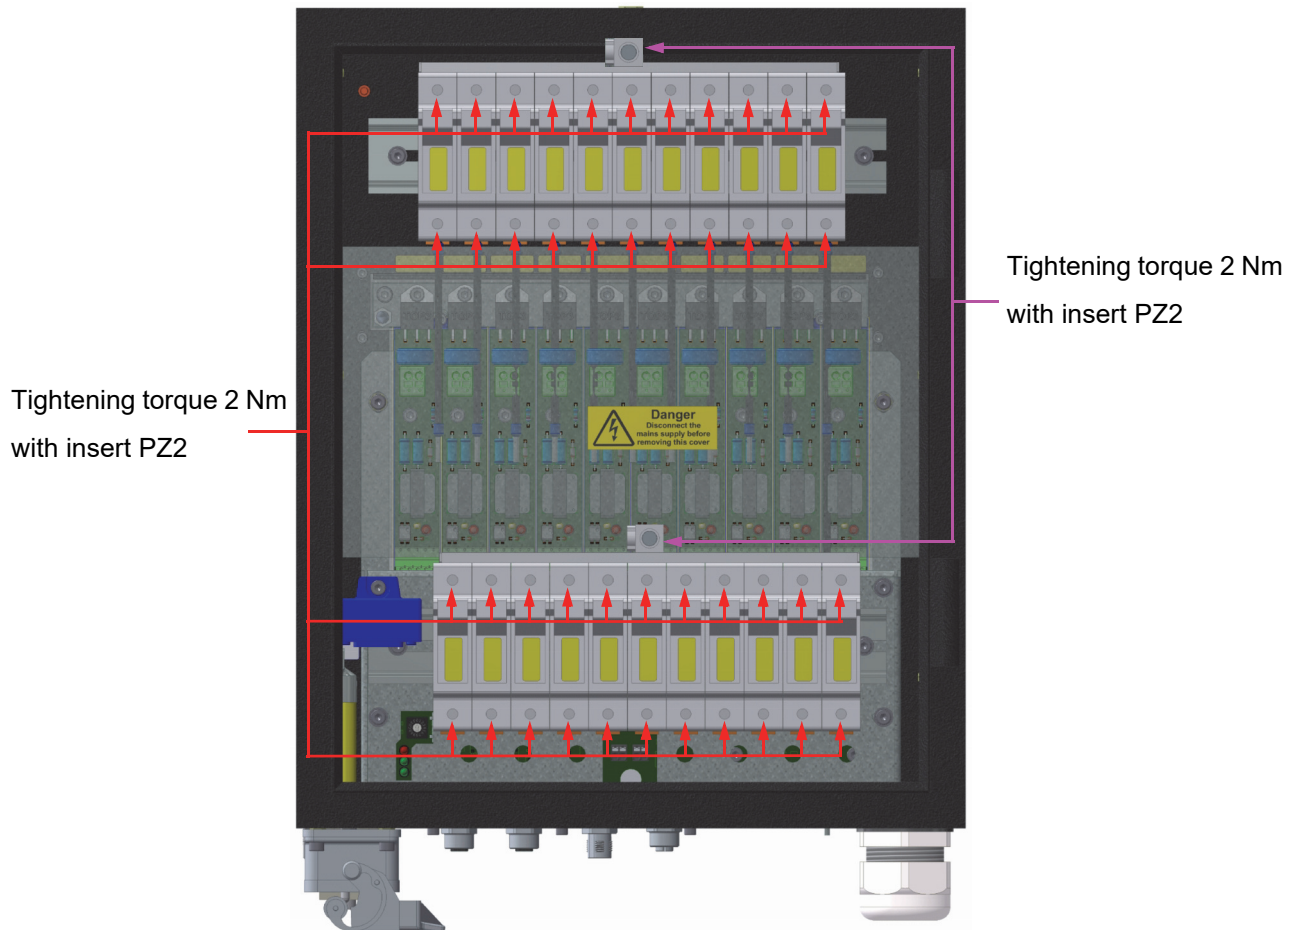 Tightening torque 2 Nm
with insert PZ2
Tightening torque 2 Nm
with insert PZ2
Danger
Disconnect the
mains supply before
removing this cover